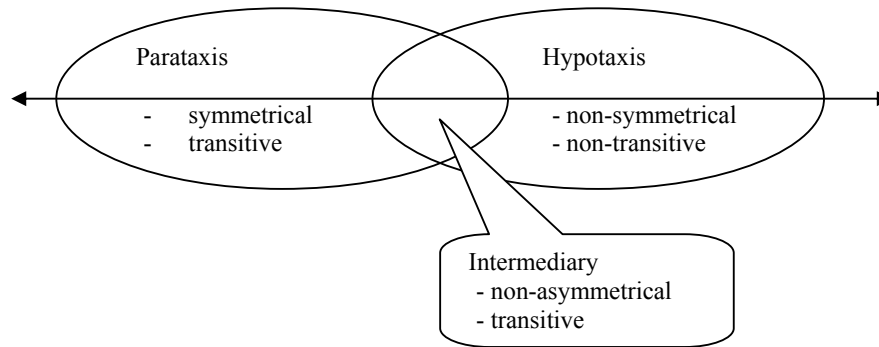 Parataxis
- symmetrical
- transitive
Hypotaxis
- non-symmetrical
- non-transitive
Intermediary
- non-asymmetrical
- transitive